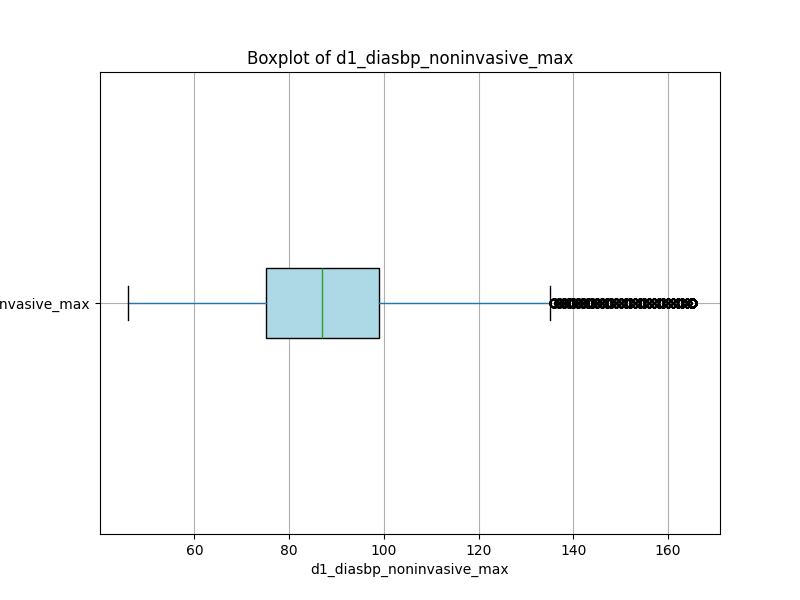 Boxplot of d1_diasbp_noninvasive_max
nvasive_max
60 80 100 120 140 160
d1_diasbp_noninvasive_max